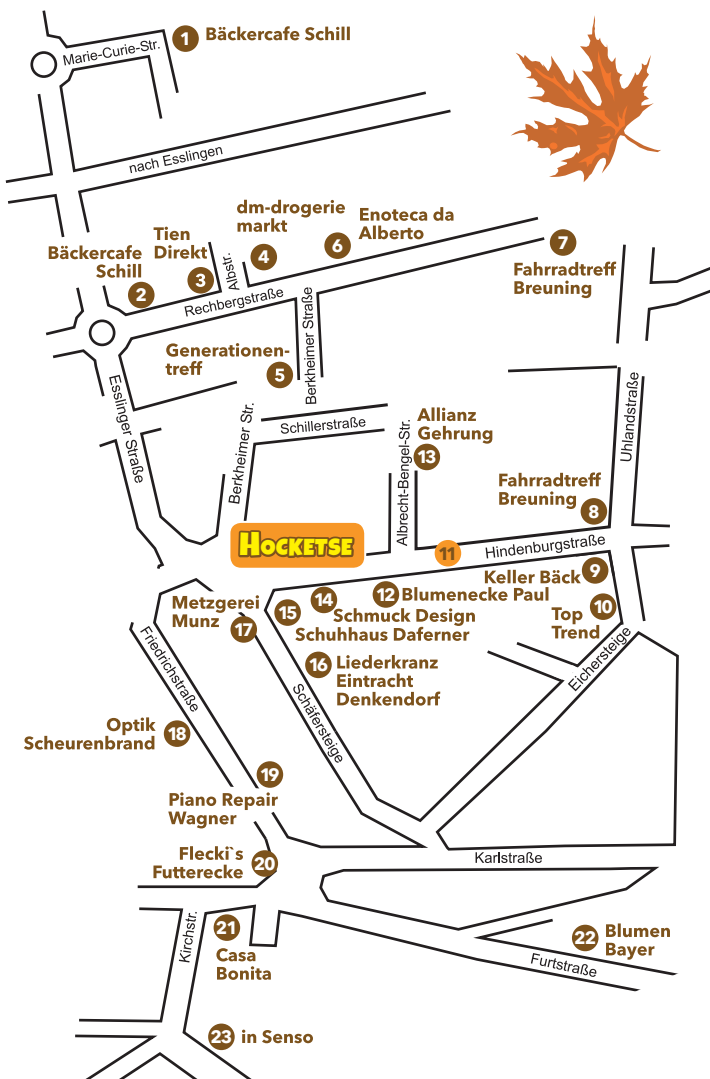 1 Bäckercafe Schill
Marie-Curie-Str.
nach Esslingen
dm-drogerie
markt
4
Enoteca da
Alberto
6
Tien
Direkt
3
Bäckercafe
Schill
2
7
Fahrradtreff
Breuning
Albstr.
Rechbergstraße
Berkheimer Straße
Generationen-
treff
5
Esslinger Straße
Berkheimer Str.
Schillerstraße
Allianz
Gehrung
13
Albrecht-Bengel-Str.
Uhlandstraße
Fahrradtreff
Breuning
8
HOCKETSE
11
Hindenburgstraße
Keller Bäck
9
12
Blumenecke Paul
14
Schmuck Design
15
Schuhhaus Daferner
10
Top
Trend
Metzgerei
Munz
17
16 Liederkranz
Eintracht
Denkendorf
Eichersteige
Friedrichstraße
Schäfersteige
Optik
Scheurenbrand
18
19
Piano Repair
Wagner
Flecki`s
Futterecke
20
Karlstraße
Kirchstr.
21
Casa
Bonita
22 Blumen
Bayer
Furtstraße
23 in Senso